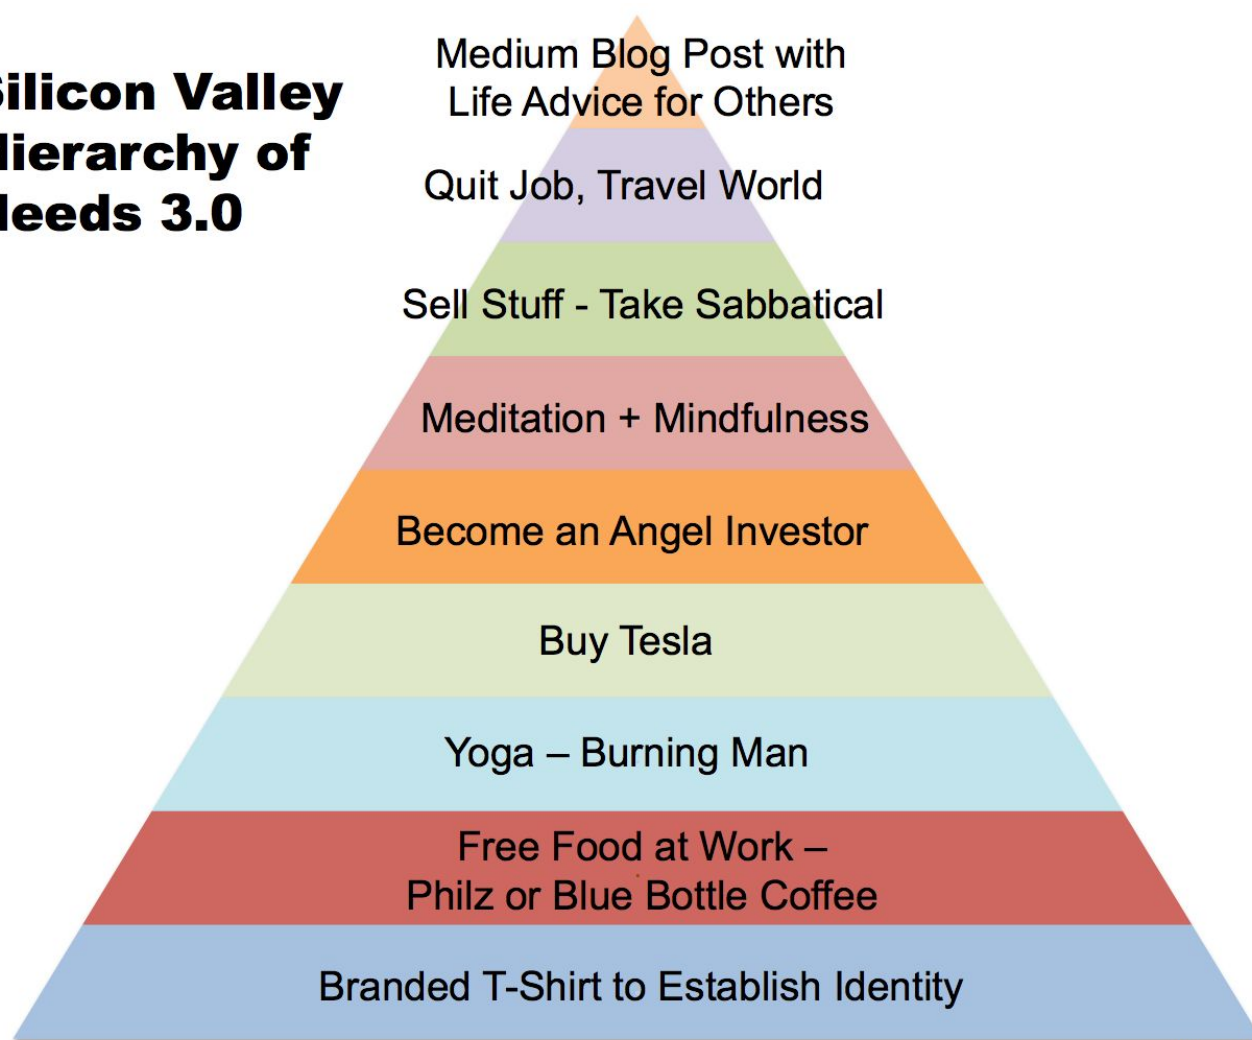 ilicon Valley
ierarchy of
eeds 3.0
Medium Blog Post with
Life Advice for Others
Quit Job, Travel World
Sell Stuff - Take Sabbatical
Meditation + Mindfulness
Become an Angel Investor
Buy Tesla
Yoga – Burning Man
Free Food at Work –
Philz or Blue Bottle Coffee
Branded T-Shirt to Establish Identity